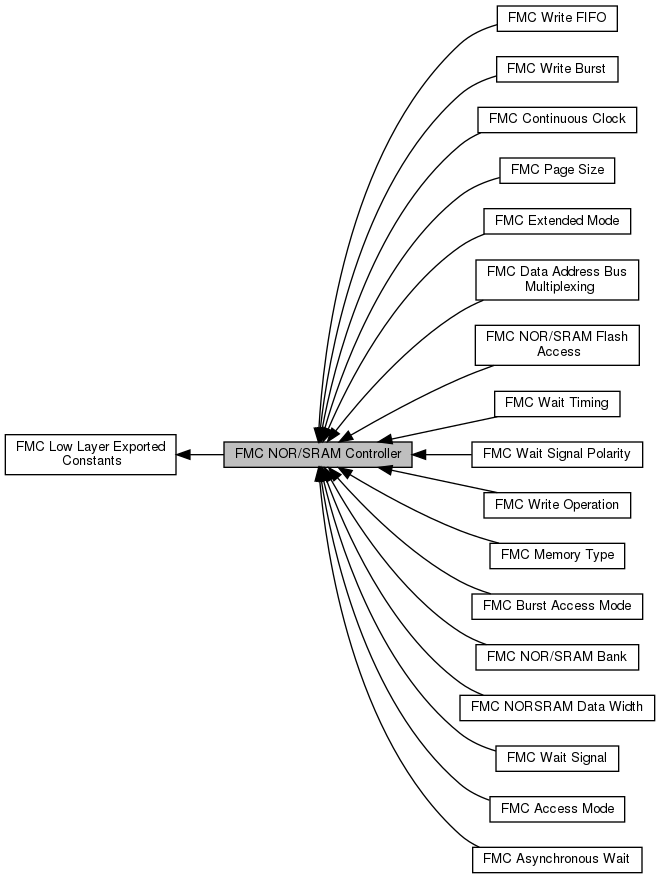 FMC Write FIFO
FMC Write Burst
FMC Continuous Clock
FMC Page Size
FMC Extended Mode
FMC Data Address Bus
Multiplexing
FMC NOR/SRAM Flash
Access
FMC Wait Timing
FMC Low Layer Exported
Constants
FMC NOR/SRAM Controller
FMC Wait Signal Polarity
FMC Write Operation
FMC Memory Type
FMC Burst Access Mode
FMC NOR/SRAM Bank
FMC NORSRAM Data Width
FMC Wait Signal
FMC Access Mode
FMC Asynchronous Wait